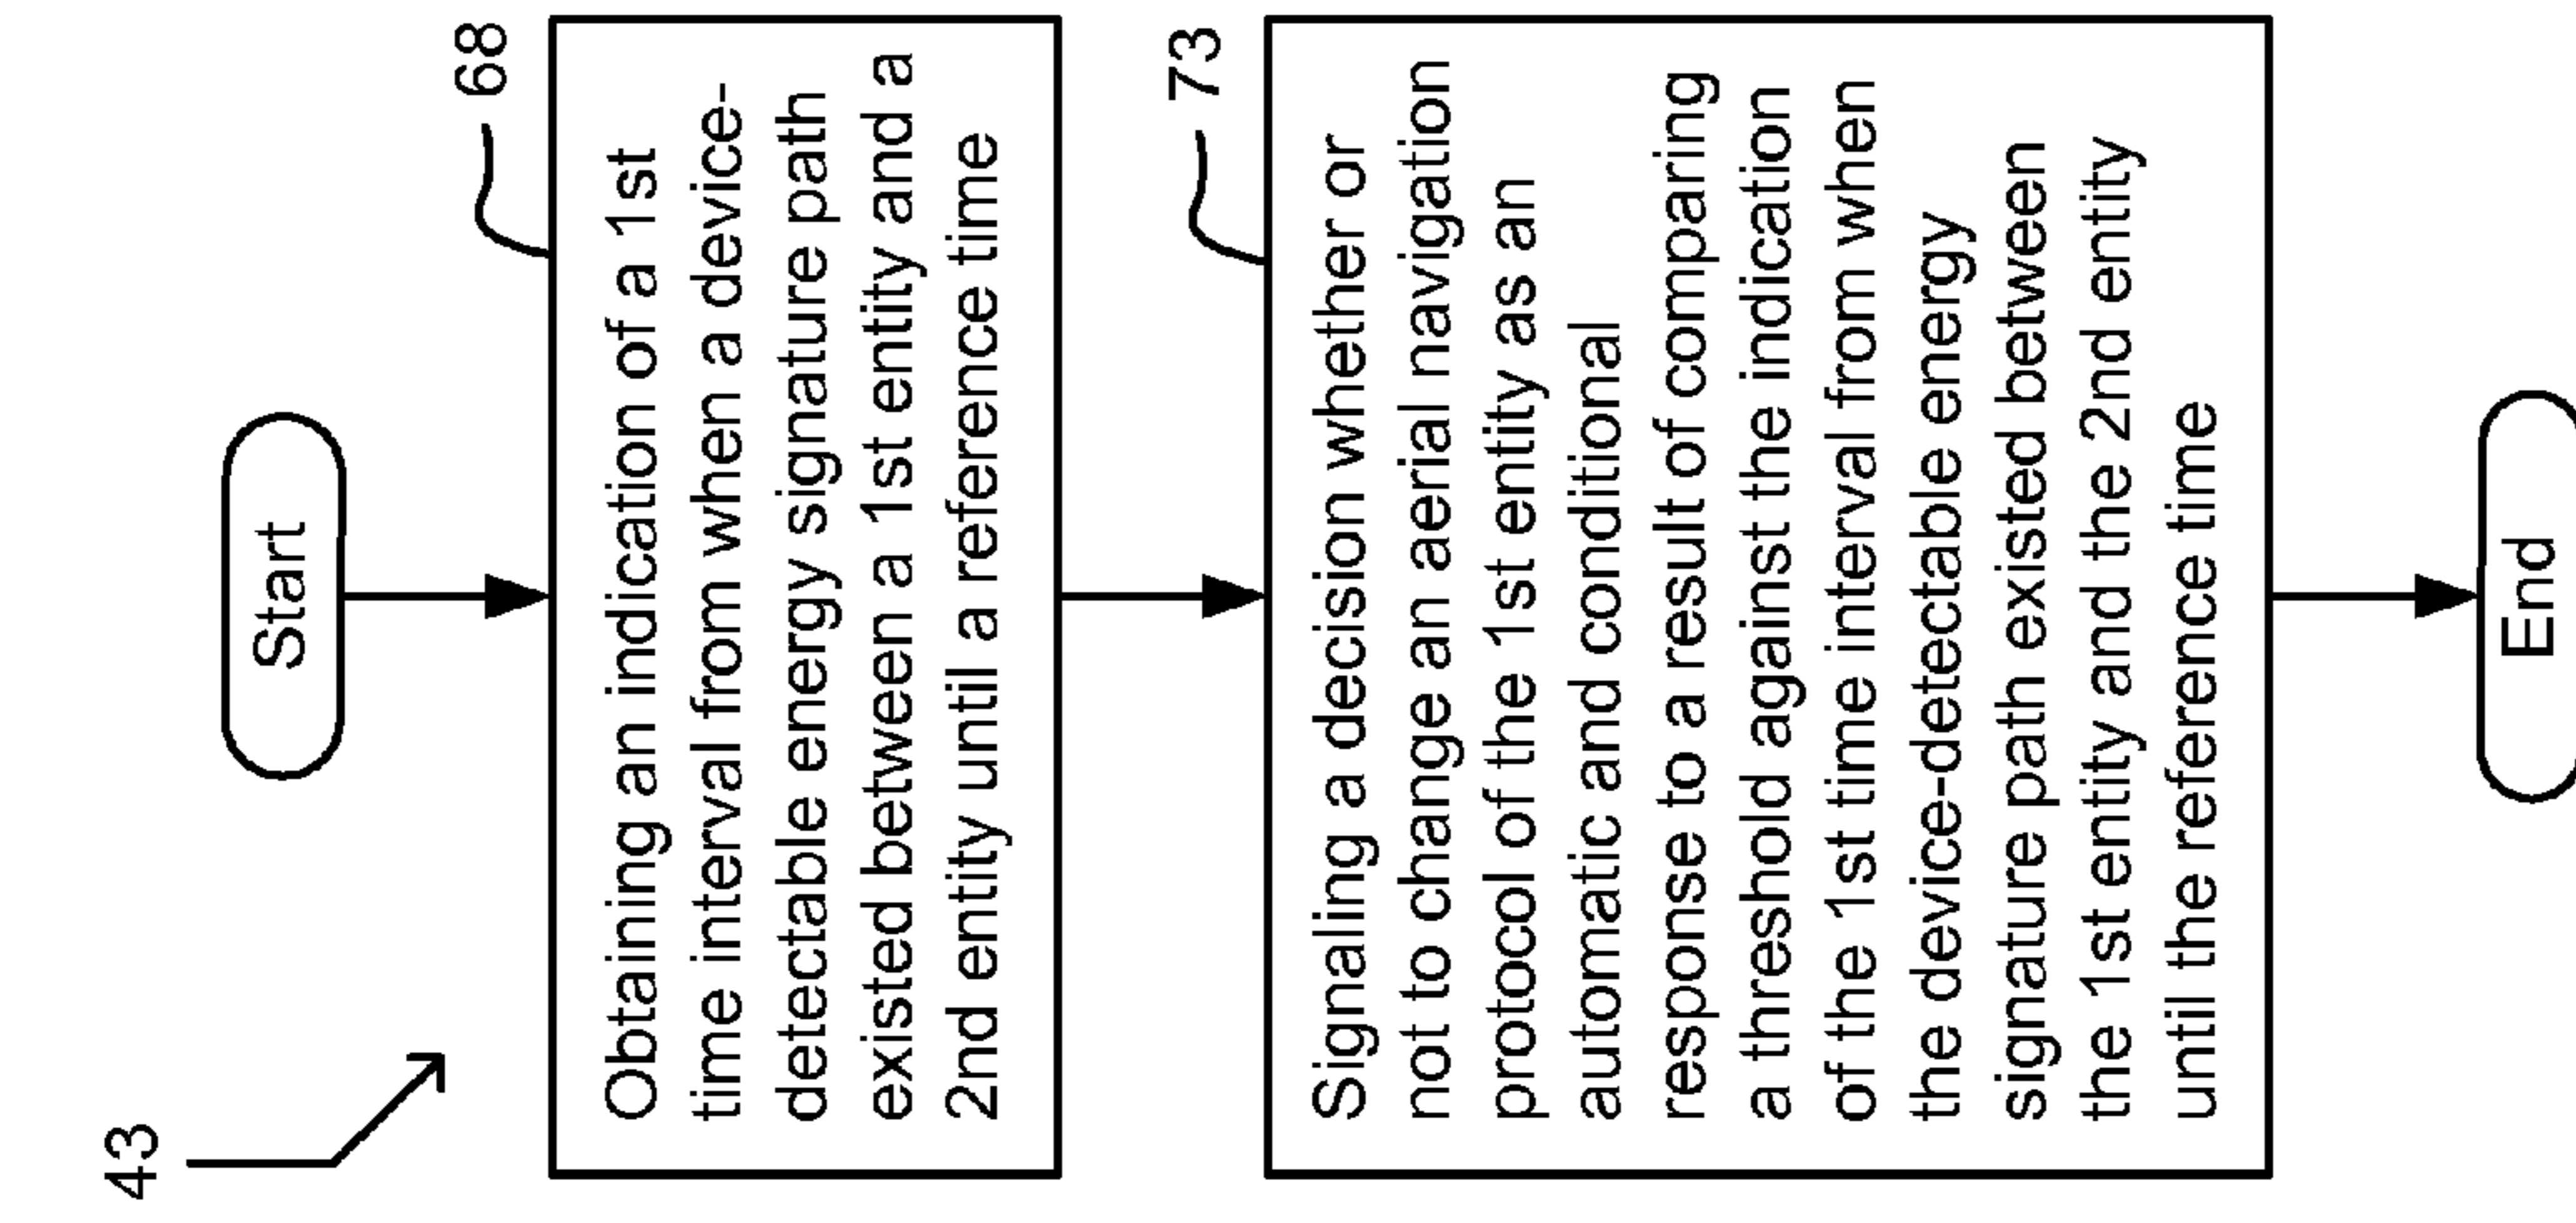 43
Start
68
Obtaining an indication of a 1st
time interval from when a device-
detectable energy signature path
existed between a 1st entity and a
2nd entity until a reference time
73
Signaling a decision whether or
not to change an aerial navigation
protocol of the 1st entity as an
automatic and conditional
response to a result of comparing
a threshold against the indication
of the 1st time interval from when
the device-detectable energy
signature path existed between
the 1st entity and the 2nd entity
until the reference time
End